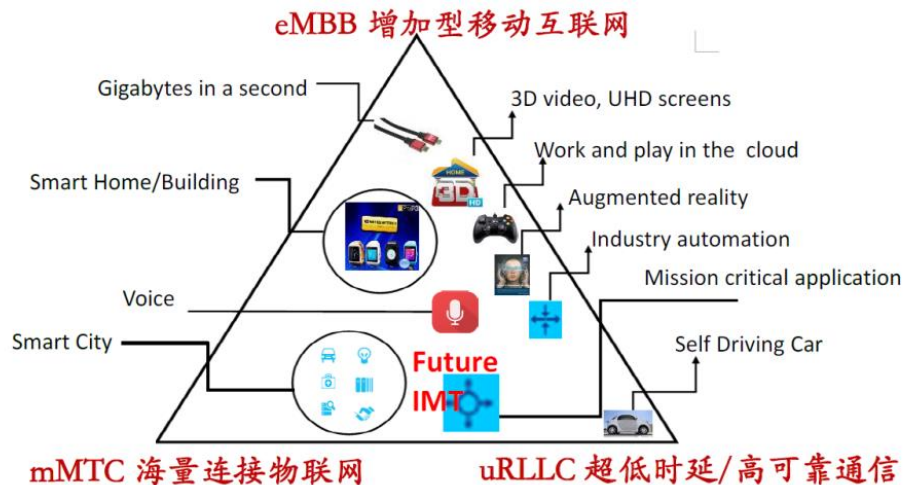 eMBB 增加型移动互联网
Gigabytes in a second
3D video, UHD screens
Work and play in the cloud
Smart Home/Building
Augmented reality
Industry automation
Mission critical application
Voice
Smart City
Self Driving Car
HOME
3D
HD
Future
IMT
mMTC 海量连接物联网
uRLLC 超低时延/高可靠通信